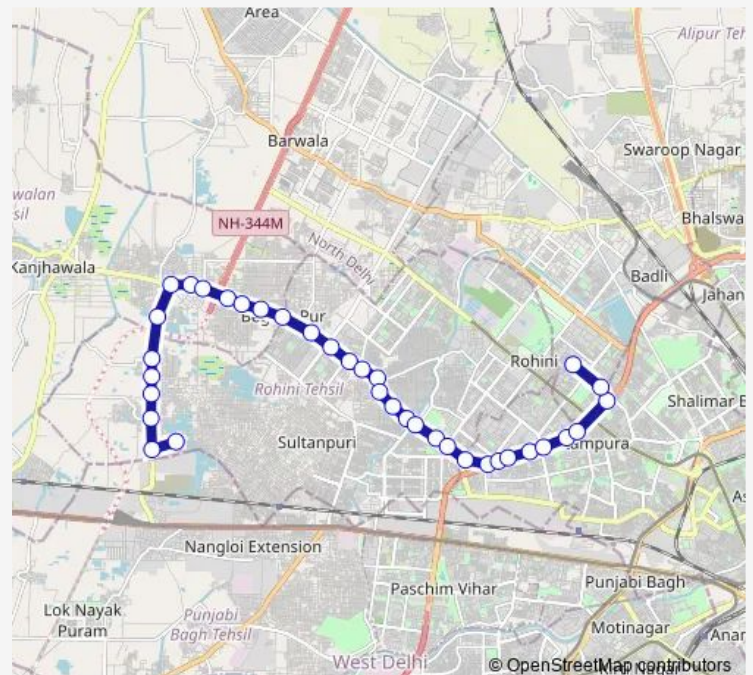 Area
Alipur Teh
Barwala
Swaroop Nagar
walan
sil
NH-344M
Bhalswa
North Delhi
Kanjhawala
Badli
Jahan
Pur
Rohini
Rohini Tehsil
Shalimar B
Sultanpuri
ampura
As
Nangloi Extension
Paschim Vihar
Punjabi Bagh
Lok Nayak
Puram
Punjabi
Bagh Tehsil
Motinagar
Anar
West Delhi
© OpenStreetMap contributors